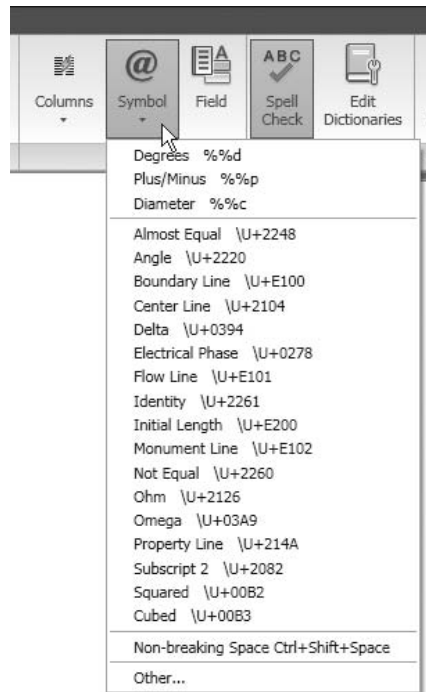 Columns
@
Symbol
A
Field
ABC
Spell
Check
Edit
Dictionaries
Degrees %%d
Plus/Minus %%p
Diameter %%c
Almost Equal \U+2248
Angle \U+2220
Boundary Line \U+E100
Center Line \U+2104
Delta \U+0394
Electrical Phase \U+0278
Flow Line \U+E101
Identity \U+2261
Initial Length \U+E200
Monument Line \U+E102
Not Equal \U+2260
Ohm \U+2126
Omega \U+03A9
Property Line \U+214A
Subscript 2 \U+2082
Squared \U+00B2
Cubed \U+00B3
Non-breaking Space Ctrl+Shift+Space
Other...